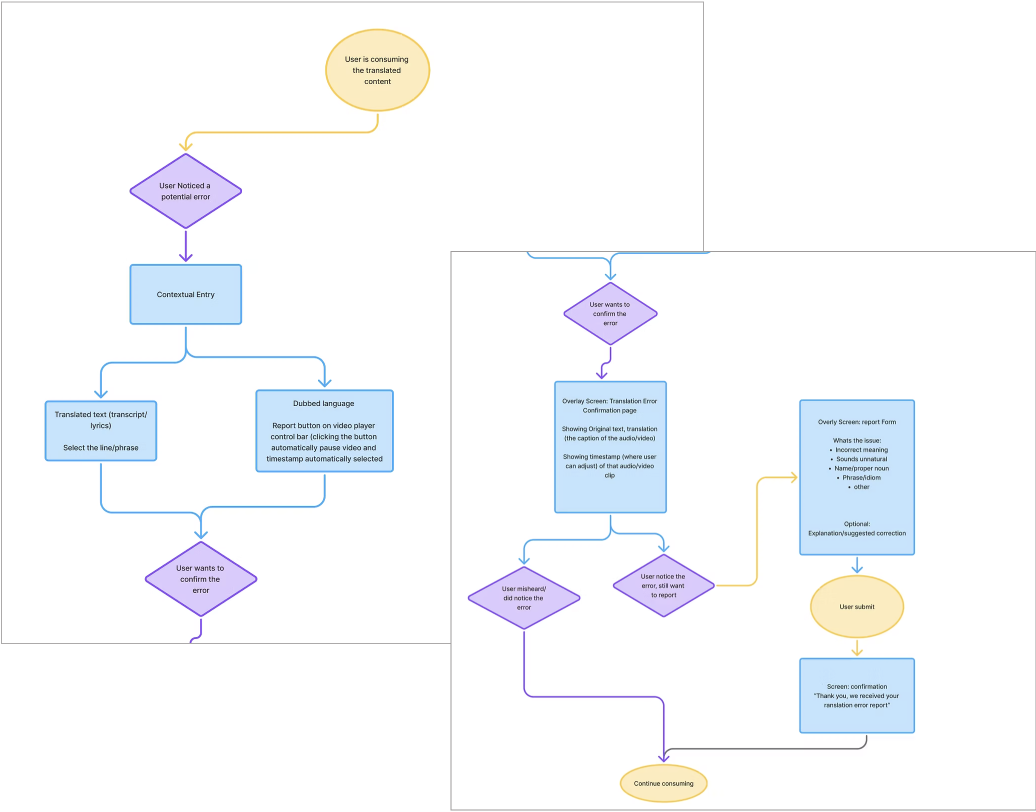 User is consuming
the translated
content
User Noticed a
potential error
Contextual Entry
Translated text (transcript/
lyrics)
Select the line/phrase
Dubbed language
Report button on video player
control bar (clicking the button
automatically pause video and
timestamp automatically selected
User wants to
confirm the
error
User wants to
confirm the
error
Overlay Screen: Translation Error
Confirmation page
Showing Original text, translation
(the caption of the audio/video)
Showing timestamp (where user
can adjust) of that audio/video
clip
User misheard/
did notice the
error
User notice the
error, still want
to report
Overly Screen: report Form
Whats the issue:
• Incorrect meaning
• Sounds unnatural
• Name/proper noun
• Phrase/idiom
• other
Optional:
Explanation/suggested correction
User submit
Screen: confirmation
"Thank you, we received your
ranslation error report"
Continue consuming